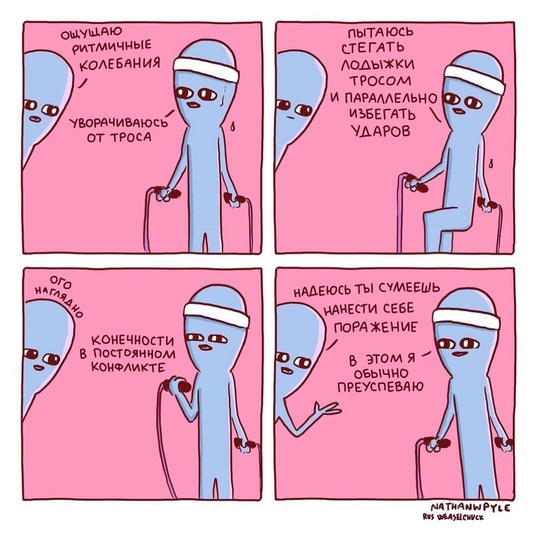 ОЩУЩАЮ
РИТМИЧНЫЕ
КОЛЕБАНИЯ
УВОРАЧИВАЮСЬ
ОТ ТРОСА
ПЫТАЮСЬ
СТЕГАТЬ
ЛОДЫЖКИ
ТРОСОМ
И ПАРАЛЛЕЛЬНО
ИЗБЕГАТЬ
УДАРОВ
ОГО
НАГЛЯДНО
КОНЕЧНОСТИ
В ПОСТОЯННОМ
КОНФЛИКТЕ
НАДЕЮСЬ ТЫ СУМЕЕШЬ
НАНЕСТИ СЕБЕ
ПОРАЖЕНИЕ
В ЭТОМ Я
ОБЫЧНО
ПРЕУСПЕВАЮ
NATHANWPYLE
RUS WEASELCHUCK